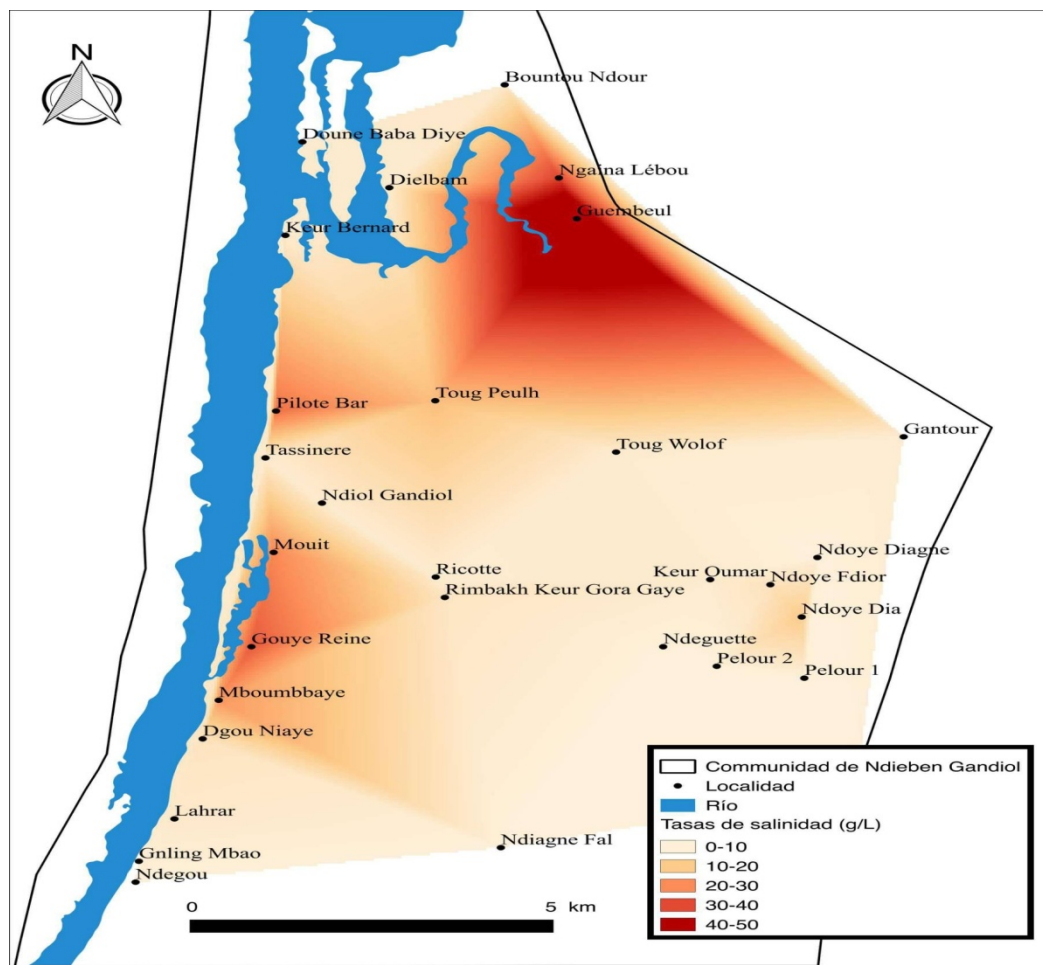 N
Bountou Ndour
Doune Baba Diye
Ngaina Lébou
Dielbam
Guembeul
Keur Bernard
Toug Peulh
Pilote Bar
Gantour
Toug Wolof
Tassinere
Ndiol Gandiol
Mouit
Ndoye Diagne
Ricotte
Keur Oumar
Ndoye Fdior
Rimbakh Keur Gora Gaye
Ndoye Dia
Gouye Reine
Ndeguette
Pelour 2
Pelour 1
Mboumbbaye
Dgou Niaye
Lahrar
Ndiagne Fal
Gnling Mbao
Ndegou
0 5 km
Communidad de Ndieben Gandiol
Localidad
Río
Tasas de salinidad (g/L)
0-10
10-20
20-30
30-40
40-50